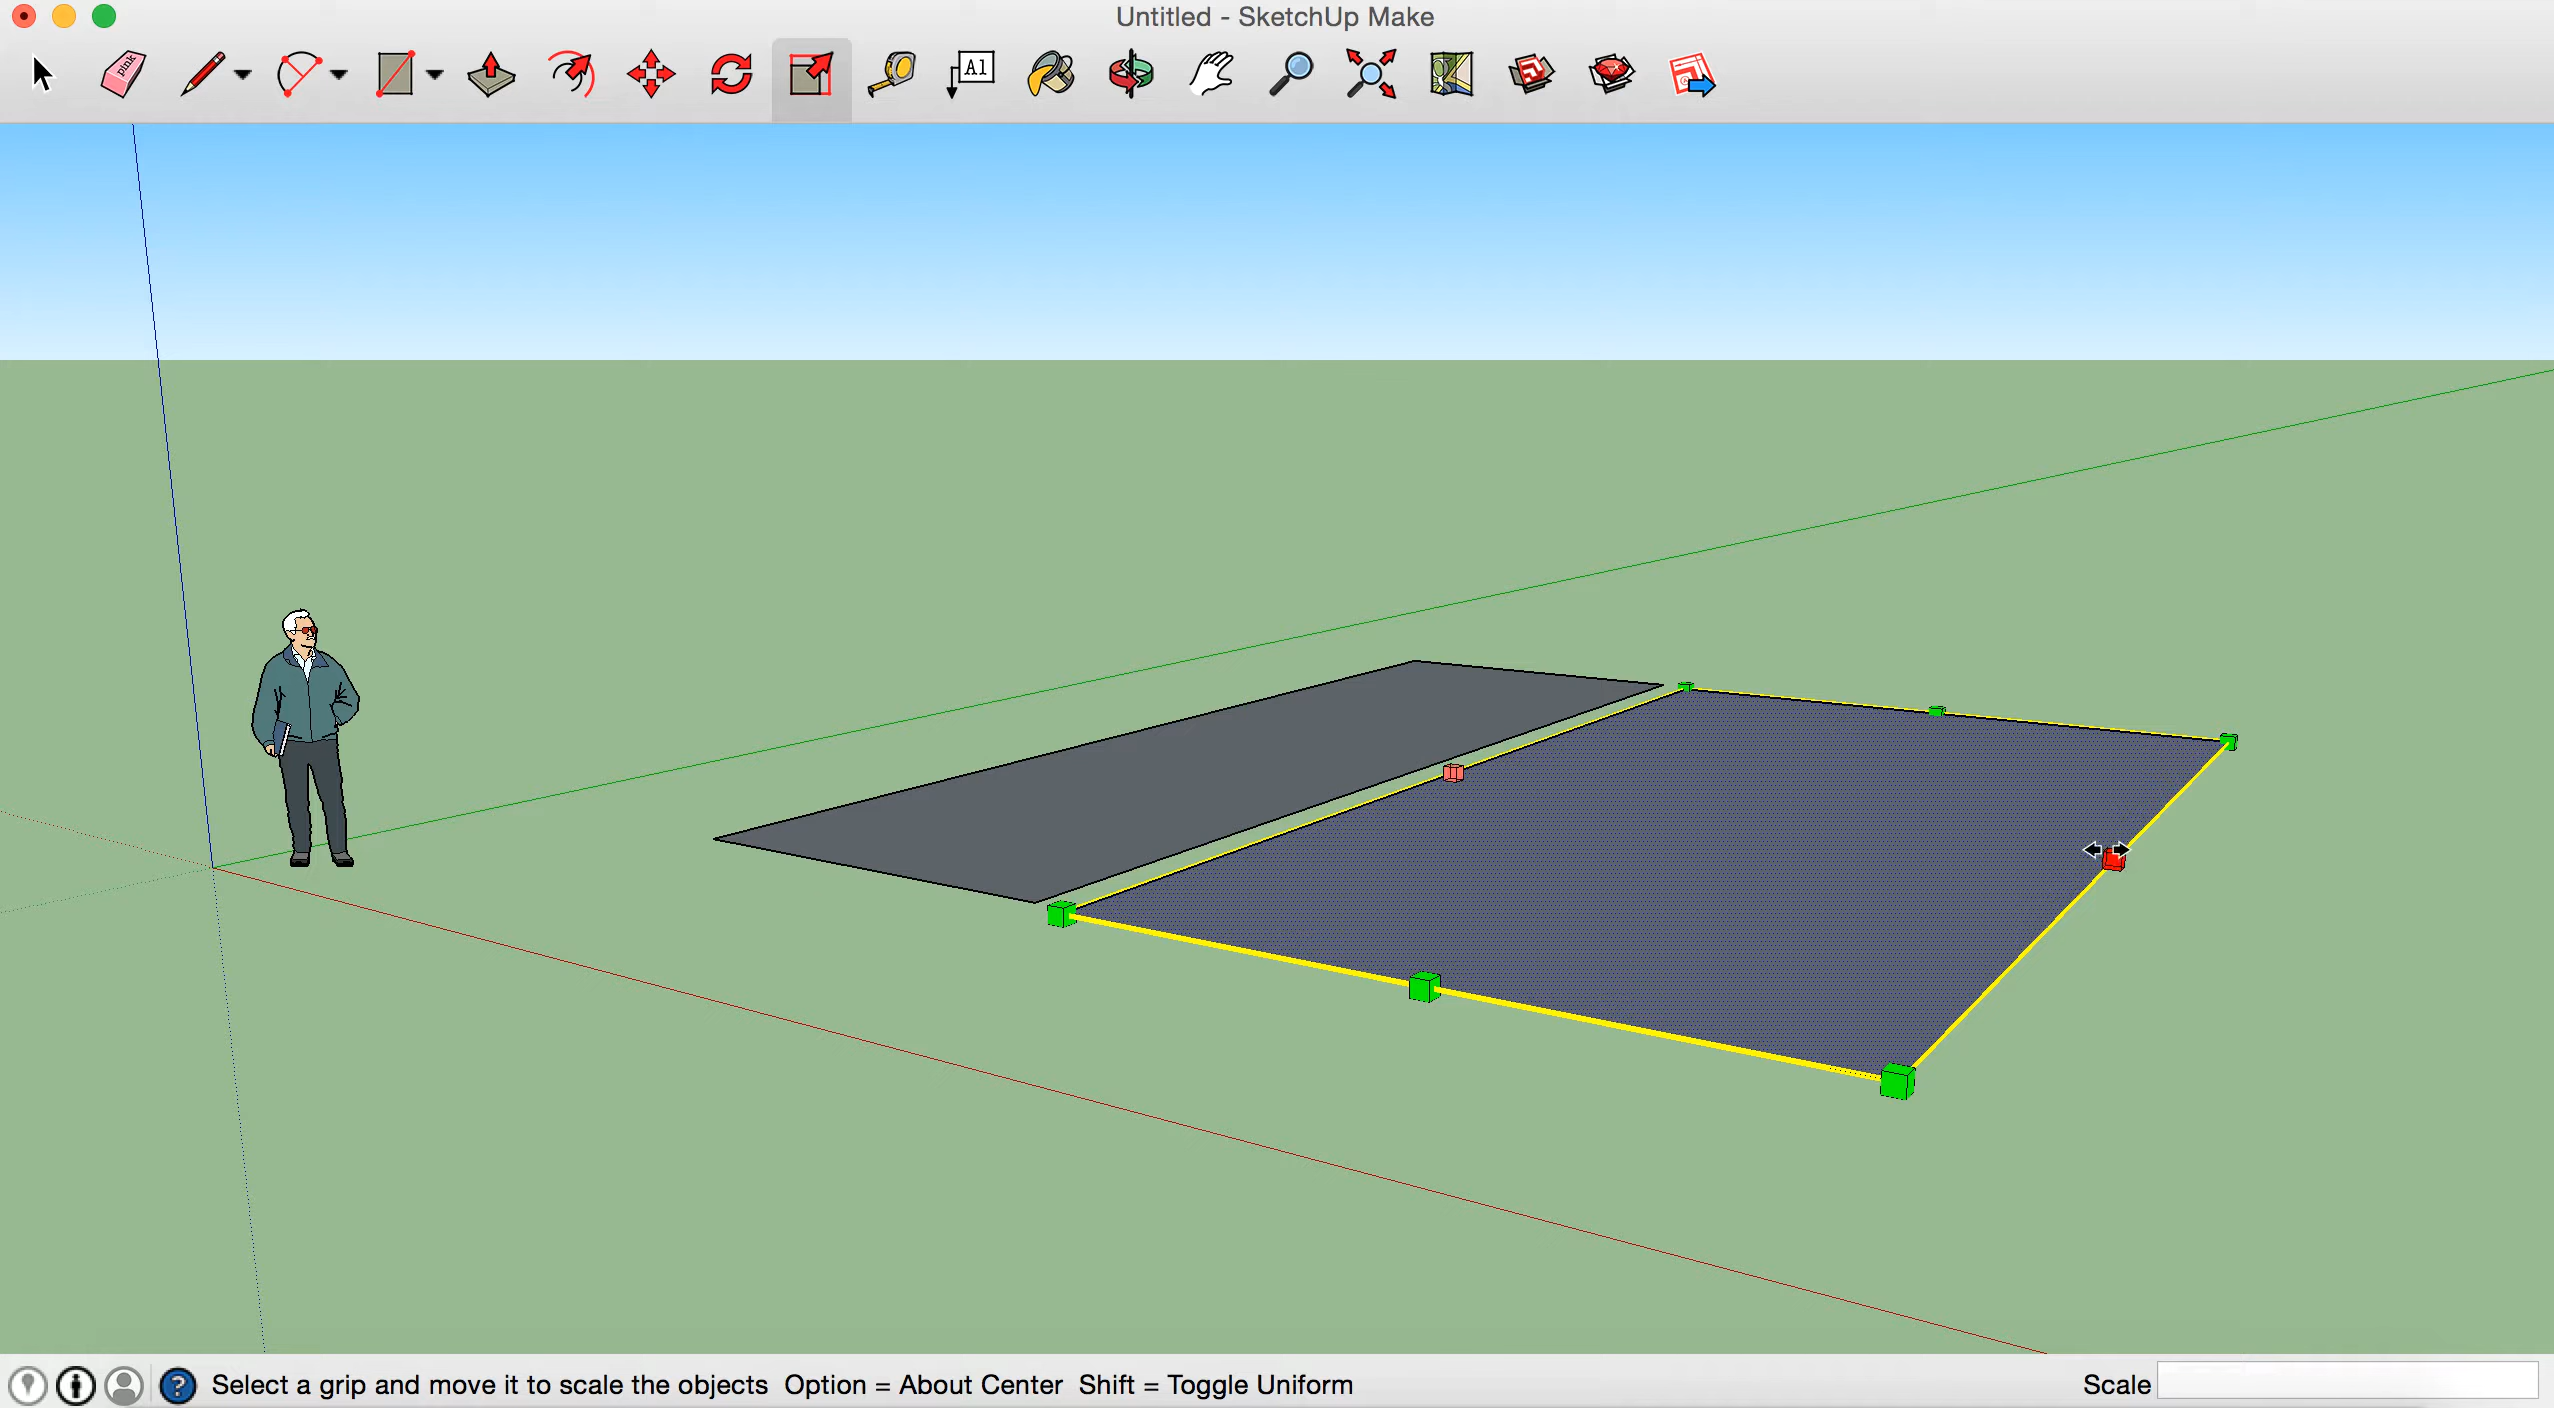 Untitled - SketchUp Make
pink
A1
Select a grip and move it to scale the objects Option = About Center Shift = Toggle Uniform
Scale